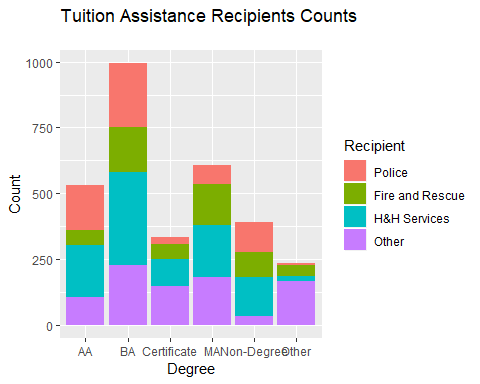 Tuition Assistance Recipients Counts
1000
750
500
250
0
Count
AA BA Certificate MA Non-Degree Other
Degree
Recipient
Police
Fire and Rescue
H&H Services
Other